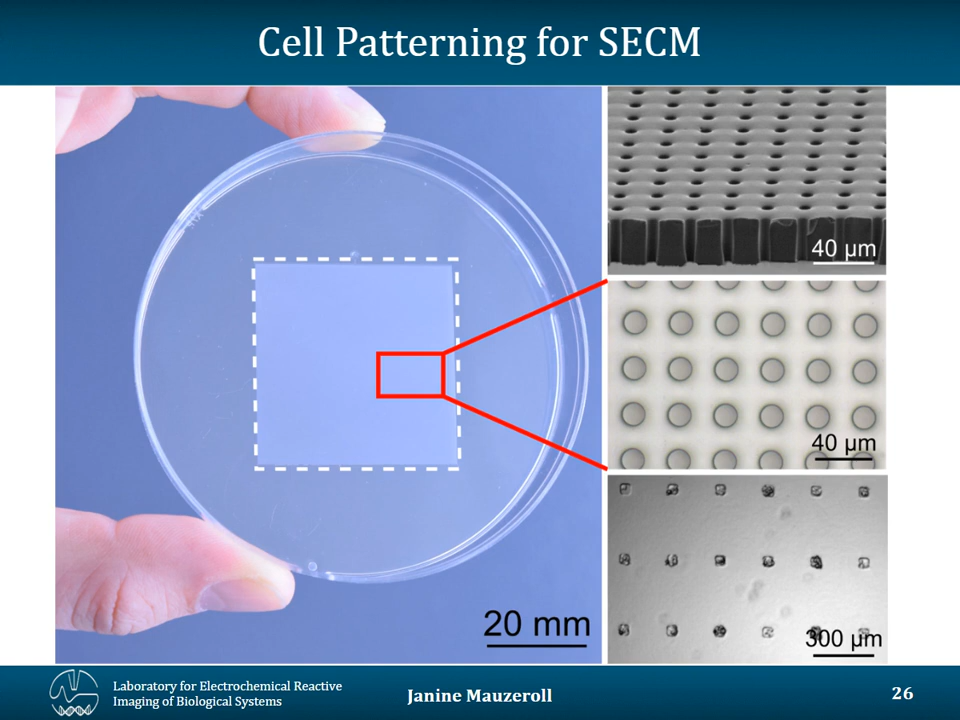 Cell Patterning for SECM
40 µm
40 µm
20 mm
300 µm
Laboratory for Electrochemical Reactive
Imaging of Biological Systems
Janine Mauzeroll
26